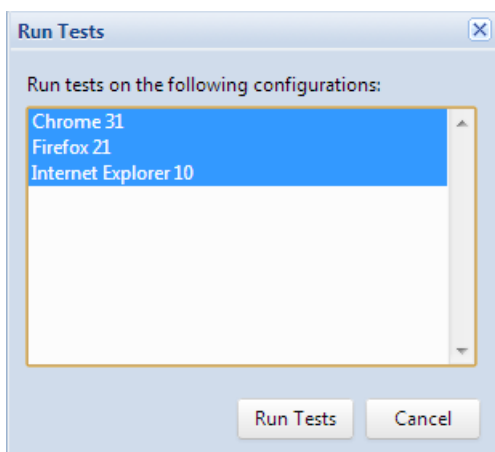 Run Tests
Run tests on the following configurations:
Chrome 31
Firefox 21
Internet Explorer 10
Run Tests
Cancel